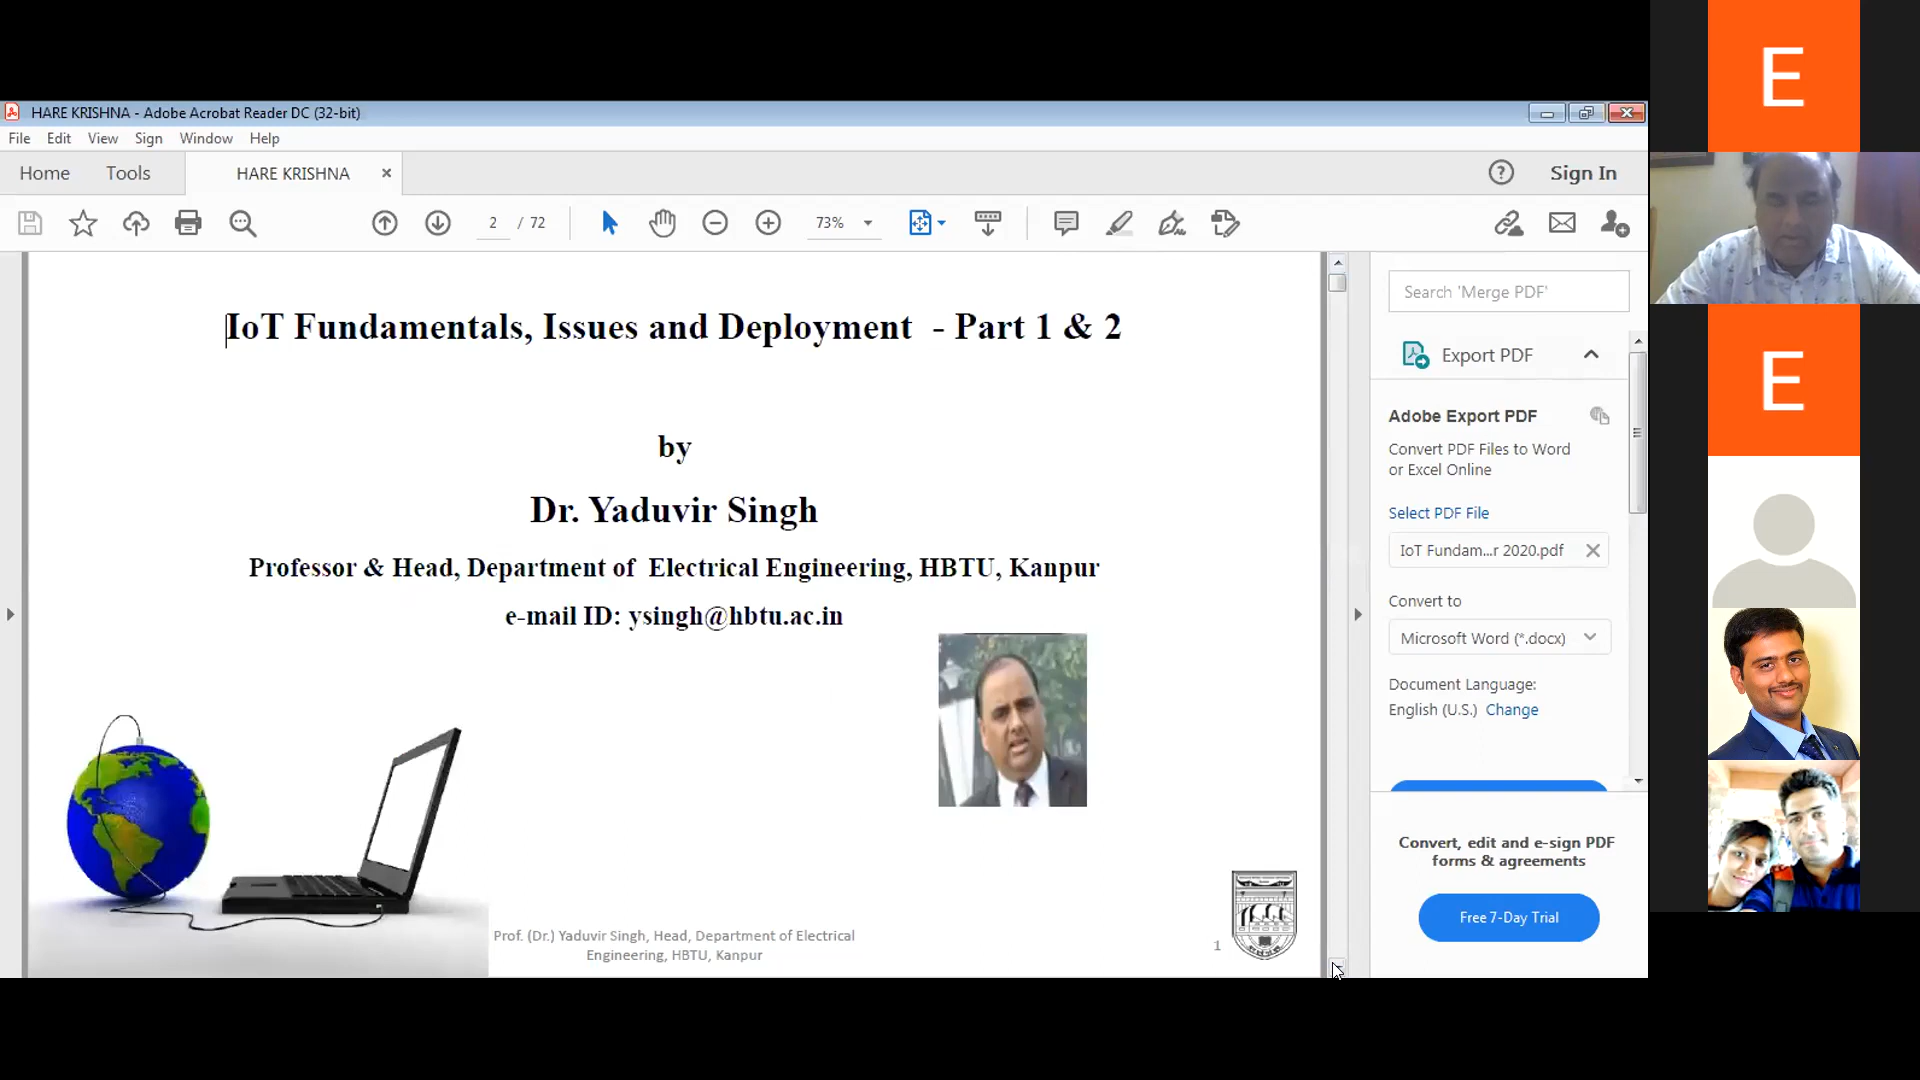 HARE KRISHNA - Adobe Acrobat Reader DC (32-bit)
File Edit View Sign Window Help
Home Tools HARE KRISHNA
Sign In
2 / 72
73%
IoT Fundamentals, Issues and Deployment - Part 1 & 2
by
Dr. Yaduvir Singh
Professor & Head, Department of Electrical Engineering, HBTU, Kanpur
e-mail ID: ysingh@hbtu.ac.in
Prof. (Dr.) Yaduvir Singh, Head, Department of Electrical
Engineering, HBTU, Kanpur
1
Search 'Merge PDF'
Export PDF
Adobe Export PDF
Convert PDF Files to Word
or Excel Online
Select PDF File
IoT Fundam...r 2020.pdf
Convert to
Microsoft Word (*.docx)
Document Language:
English (U.S.) Change
Convert, edit and e-sign PDF
forms & agreements
Free 7-Day Trial
E
E